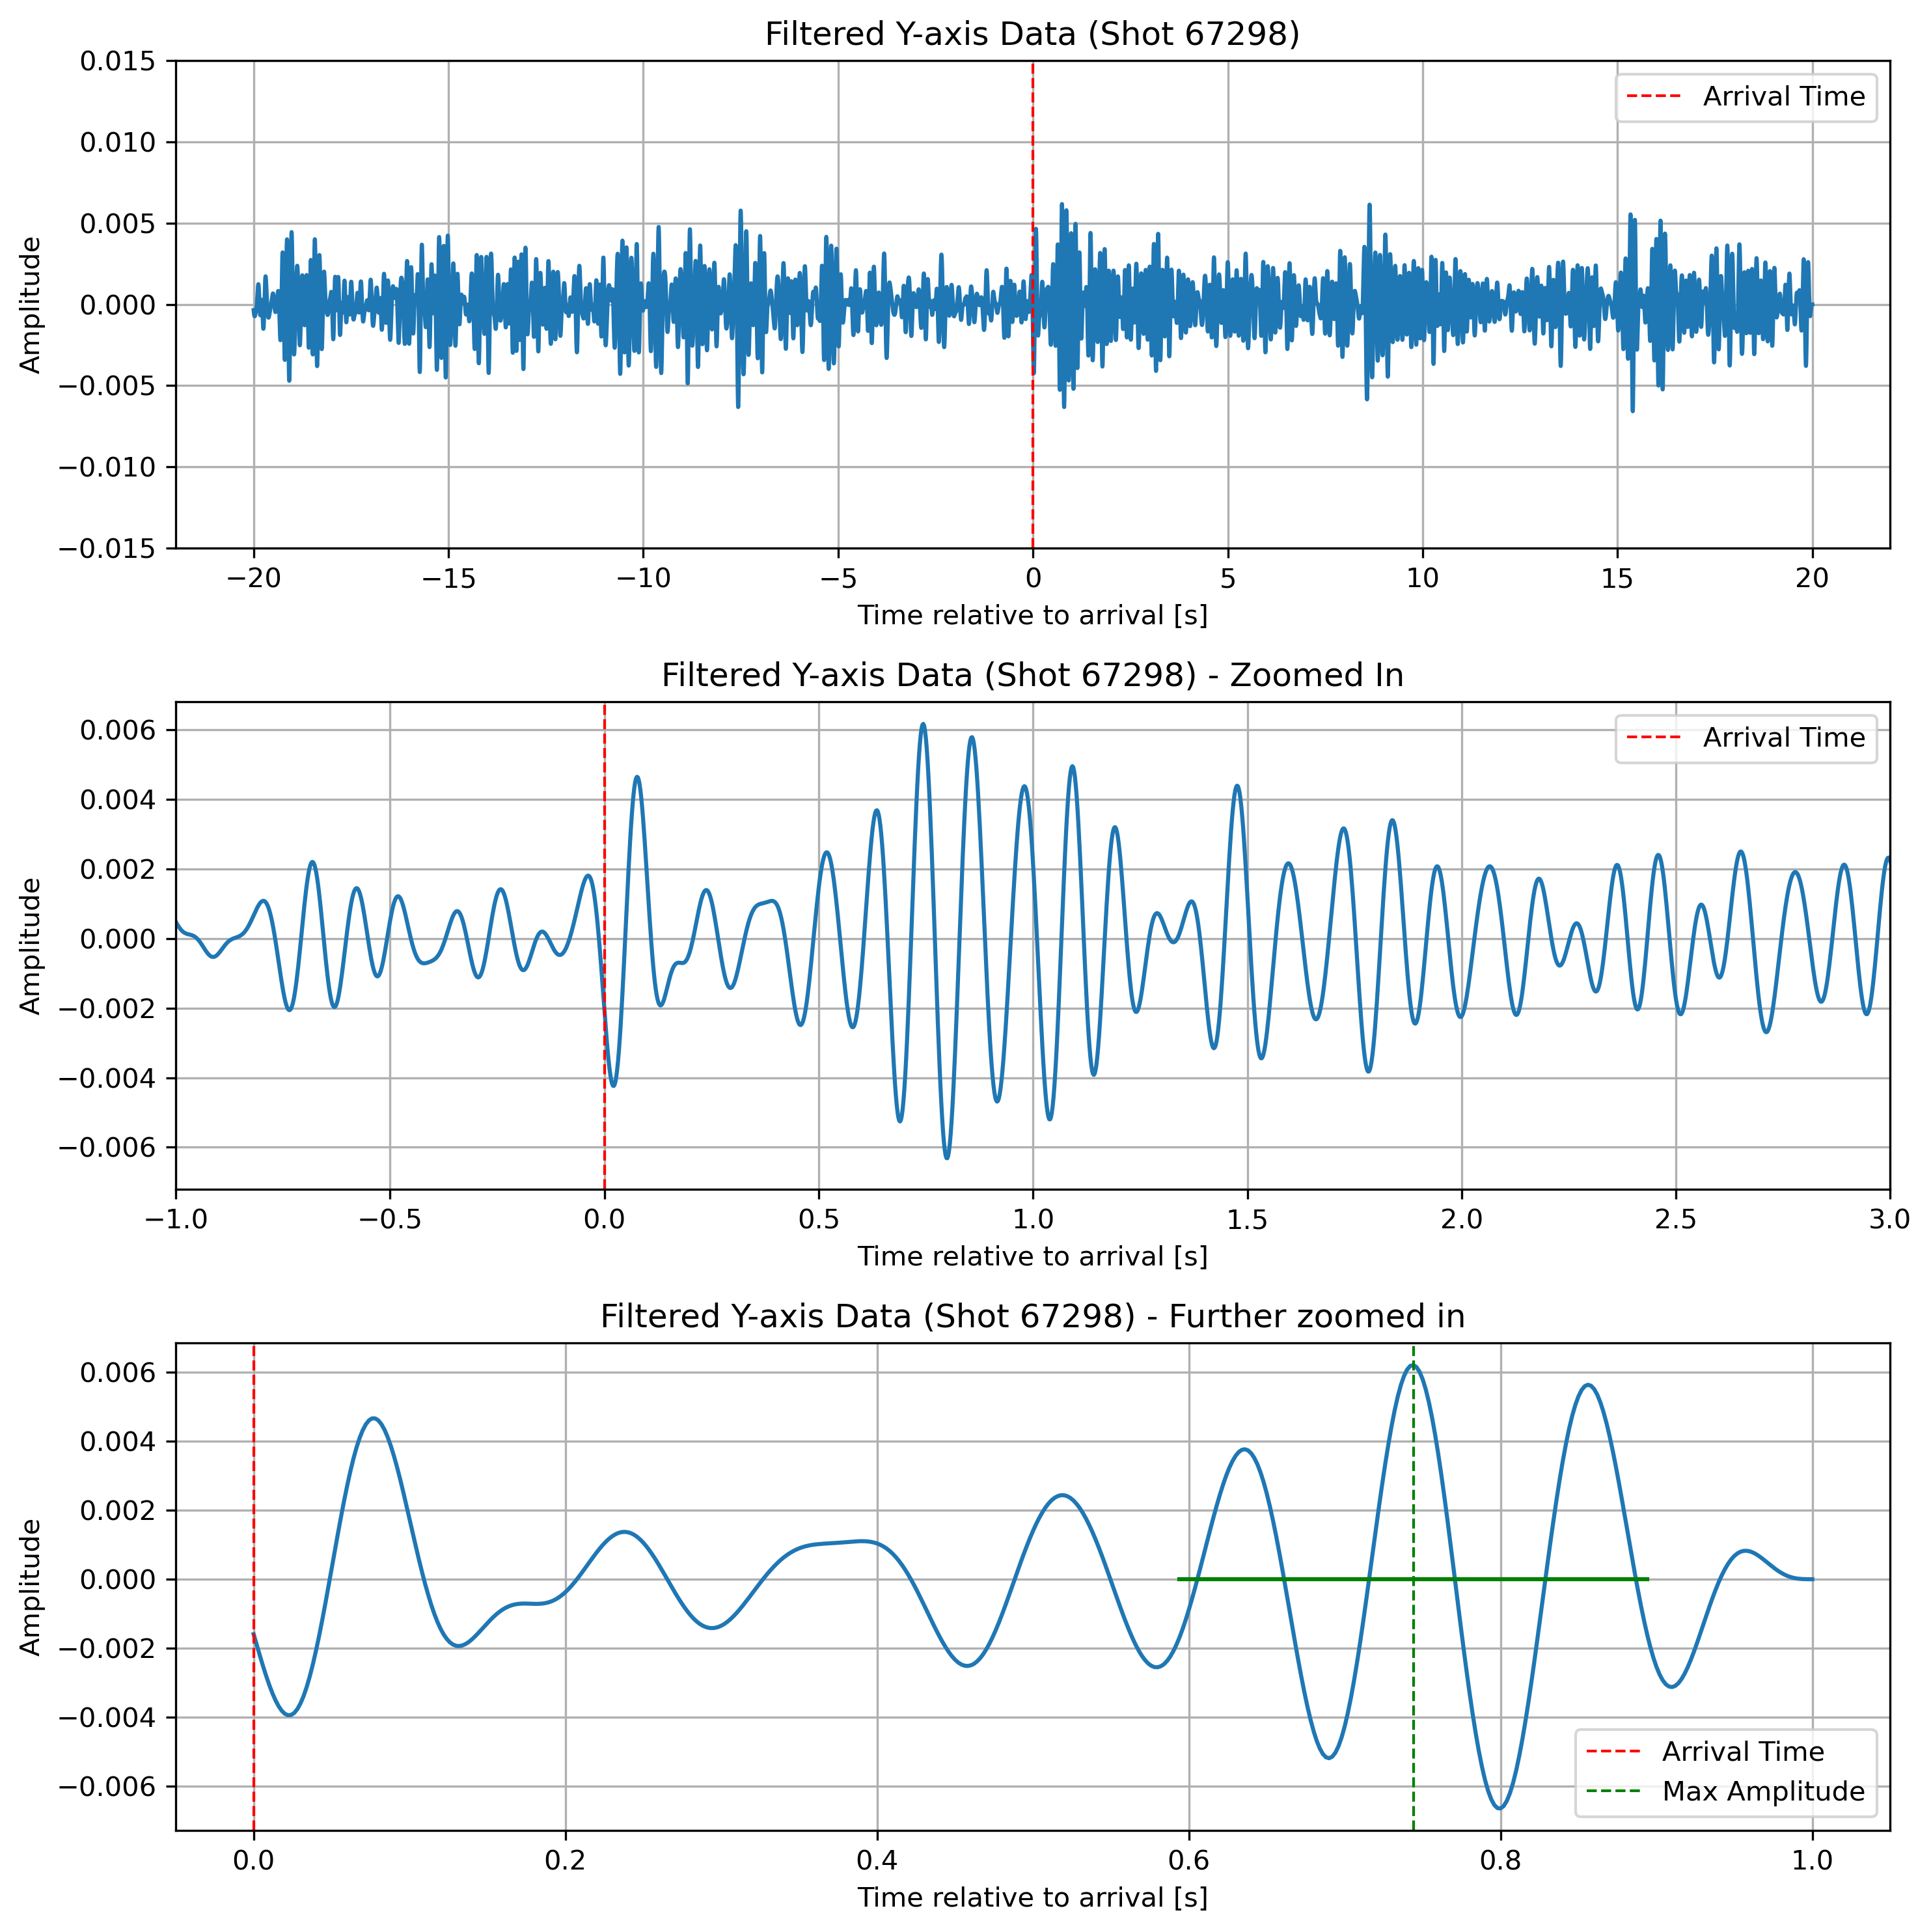 Filtered Y-axis Data (Shot 67298)
0.015
0.010
0.005
0.000
−0.005
−0.010
−0.015
Amplitude
Arrival Time
−20 −15 −10 −5 0 5 10 15 20
Time relative to arrival [s]
Filtered Y-axis Data (Shot 67298) - Zoomed In
0.006
0.004
0.002
0.000
−0.002
−0.004
−0.006
Amplitude
Arrival Time
−1.0 −0.5 0.0 0.5 1.0 1.5 2.0 2.5 3.0
Time relative to arrival [s]
Filtered Y-axis Data (Shot 67298) - Further zoomed in
0.006
0.004
0.002
0.000
−0.002
−0.004
−0.006
Amplitude
Arrival Time
Max Amplitude
0.0 0.2 0.4 0.6 0.8 1.0
Time relative to arrival [s]